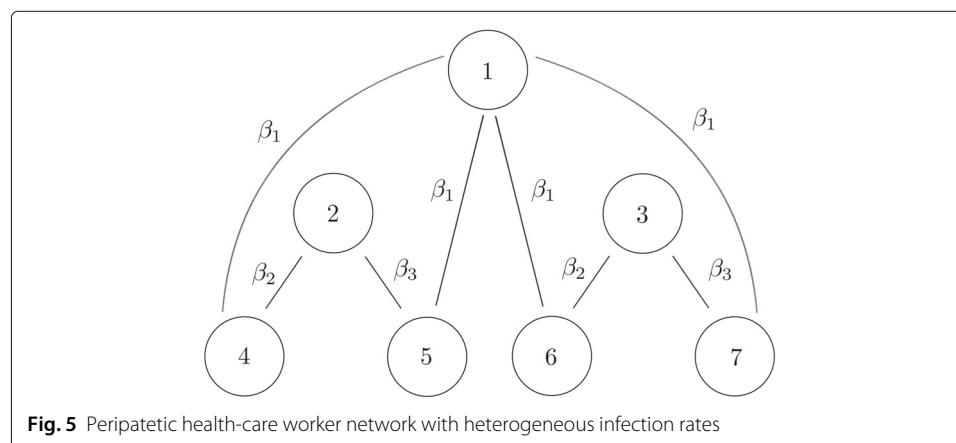 1
β₁
β₁
2
β₁
β₁
3
β₂
β₃
β₂
β₃
4
5
6
7
Fig. 5 Peripatetic health-care worker network with heterogeneous infection rates